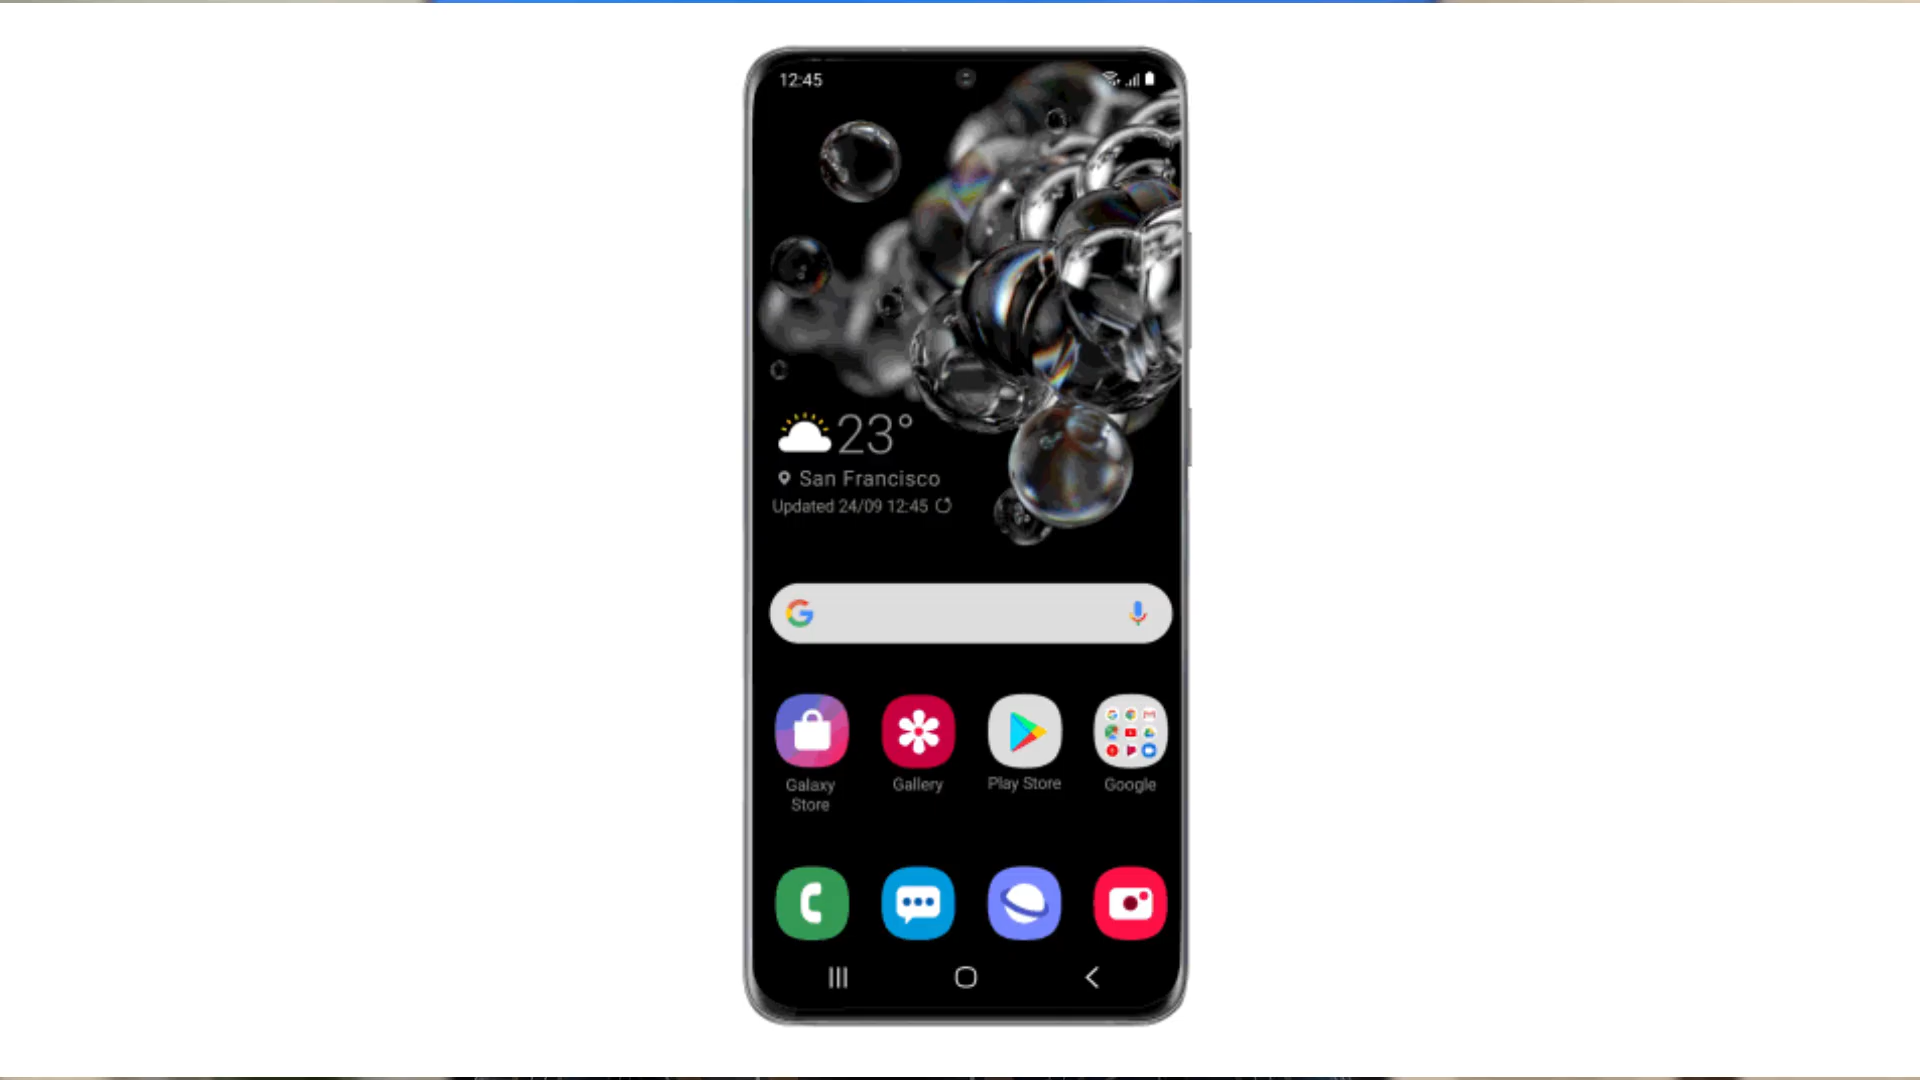 12:45
23°
San Francisco
Updated 24/09 12:45
Galaxy
Store
Gallery
Play Store
Google